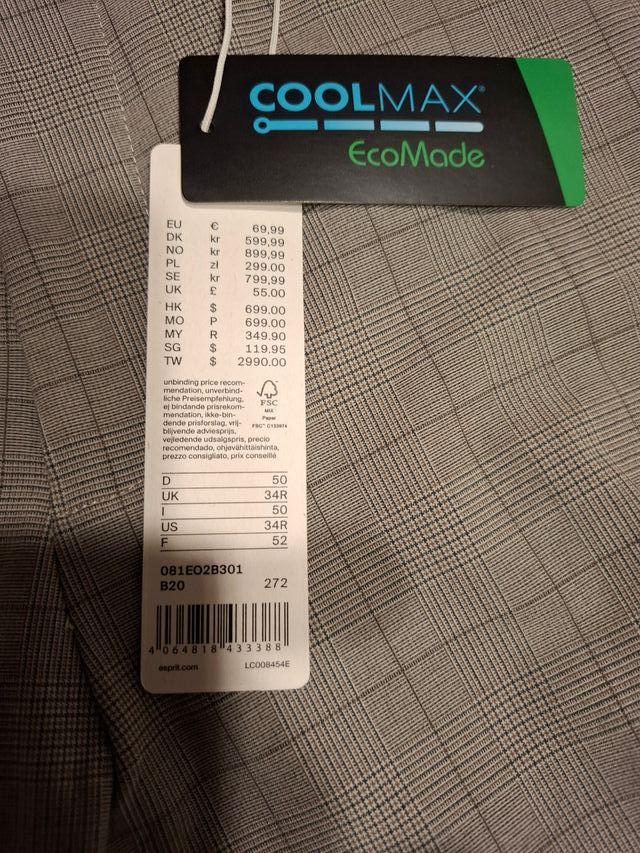 COOLMAX®
EcoMade
EU € 69,99
DK kr 599,99
NO kr 899,99
PL zł 299.00
SE kr 799,99
UK £ 55.00
HK $ 699.00
MO P 699.00
MY R 349.90
SG $ 119.95
TW $ 2990.00
unbinding price recom-
mendation, unverbind-
liche Preisempfehlung,
ej bindande prisrekom-
mendation, ikke-bin-
dende prisforslag, vrij-
blijvende adviesprijs,
vejledende udsalgspris, precio
recomendado, ohjevähittäishinta,
prezzo consigliato, prix conseillé
FSC
MIX
Paper
FSC™ C133974
D 50
UK 34R
I 50
US 34R
F 52
081EO2B301
B20 272
4 064818 433388
esprit.com LC008454E